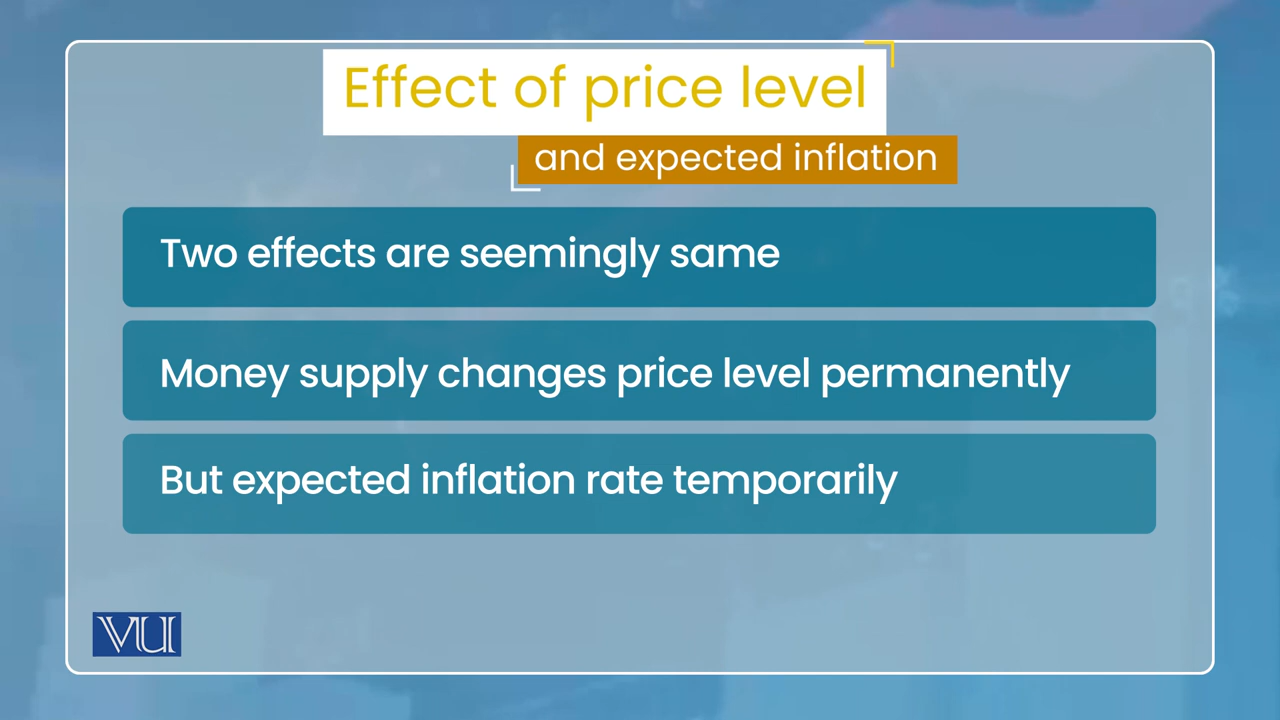 Effect of price level
and expected inflation
Two effects are seemingly same
Money supply changes price level permanently
But expected inflation rate temporarily
VU